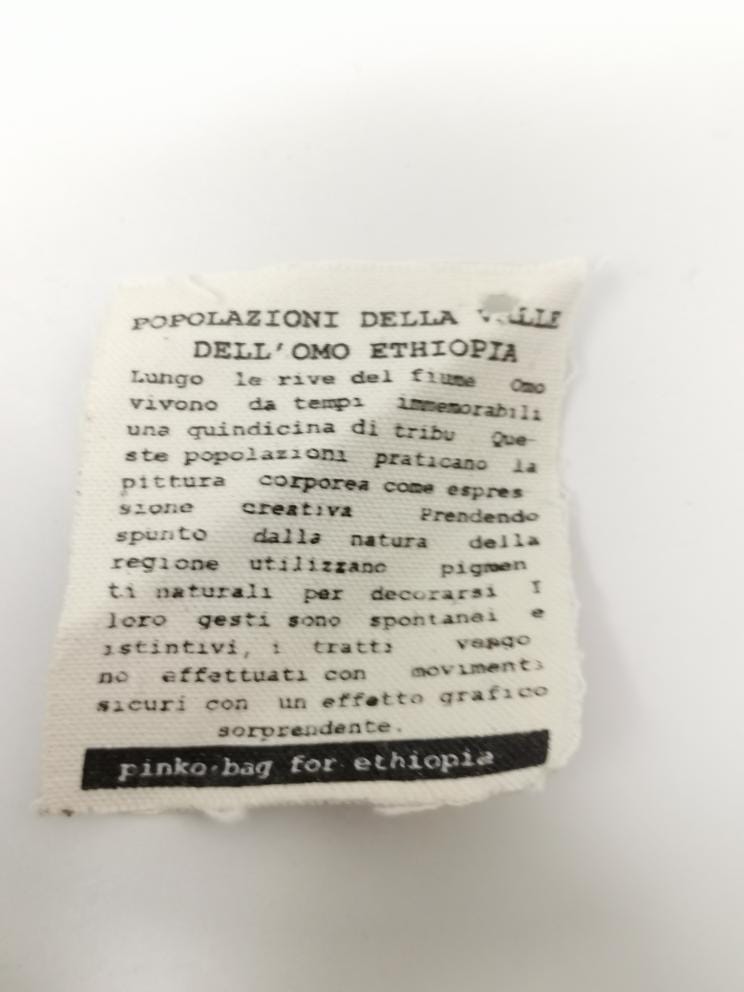 POPOLAZIONI DELLA VALLE
DELL'OMO ETHIOPIA
Lungo le rive del fiume Omo
vivono da tempi immemorabili
una quindicina di tribu Que-
ste popolazioni praticano la
pittura corporea come espres
sione creativa Prendendo
spunto dalla natura della
regione utilizzano pigmen
ti naturali per decorarsi I
loro gesti sono spontanei e
istintivi, i tratti vengo
no effettuati con movimenti
sicuri con un effetto grafico
sorprendente.
pinko·bag for ethiopia